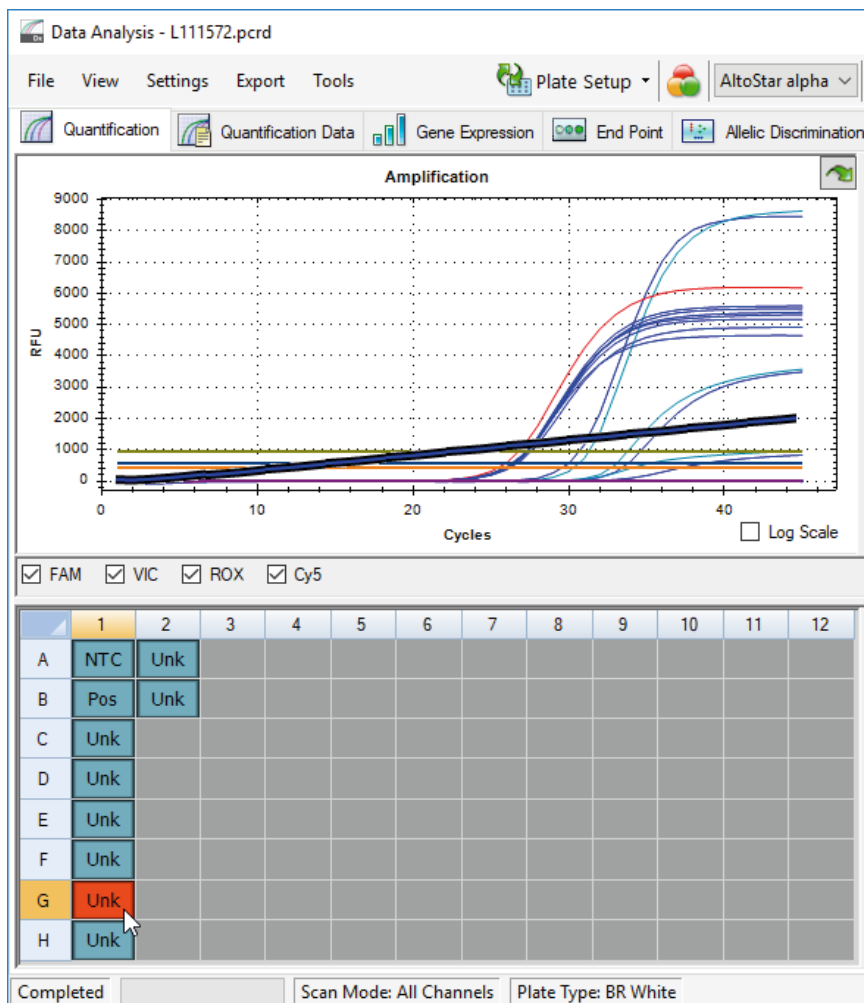 Data Analysis - L111572.pcrd
File View Settings Export Tools Plate Setup AltoStar alpha
Quantification Quantification Data Gene Expression End Point Allelic Discrimination
Amplification
9000
8000
7000
6000
5000
4000
3000
2000
1000
0
RFU
0 10 20 30 40
Cycles
Log Scale
FAM VIC ROX Cy5
1 2 3 4 5 6 7 8 9 10 11 12
A NTC Unk
B Pos Unk
C Unk
D Unk
E Unk
F Unk
G Unk
H Unk
Completed Scan Mode: All Channels Plate Type: BR White